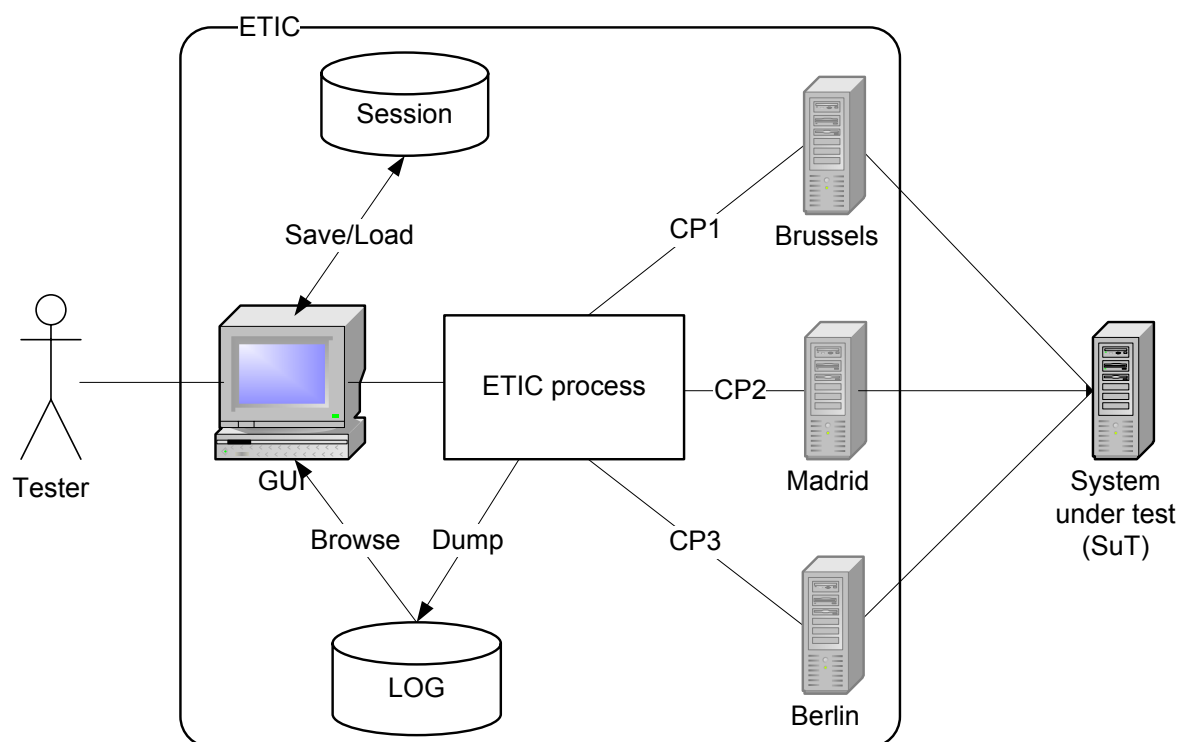 ETIC
Session
Save/Load
CP1
Brussels
ETIC process
CP2
Tester
GUI
Madrid
System
under test
(SuT)
Browse
Dump
CP3
LOG
Berlin